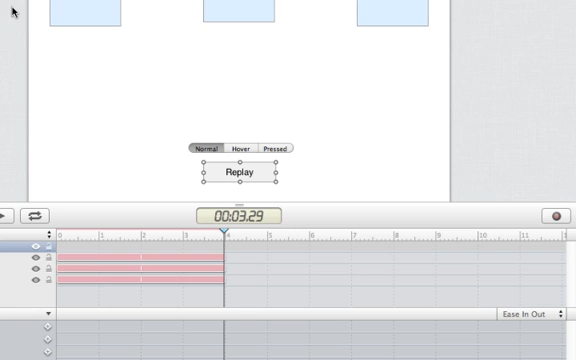 Normal Hover Pressed
Replay
00:03.29
0 1 2 3 4 5 6 7 8 9 10 11
Ease In Out